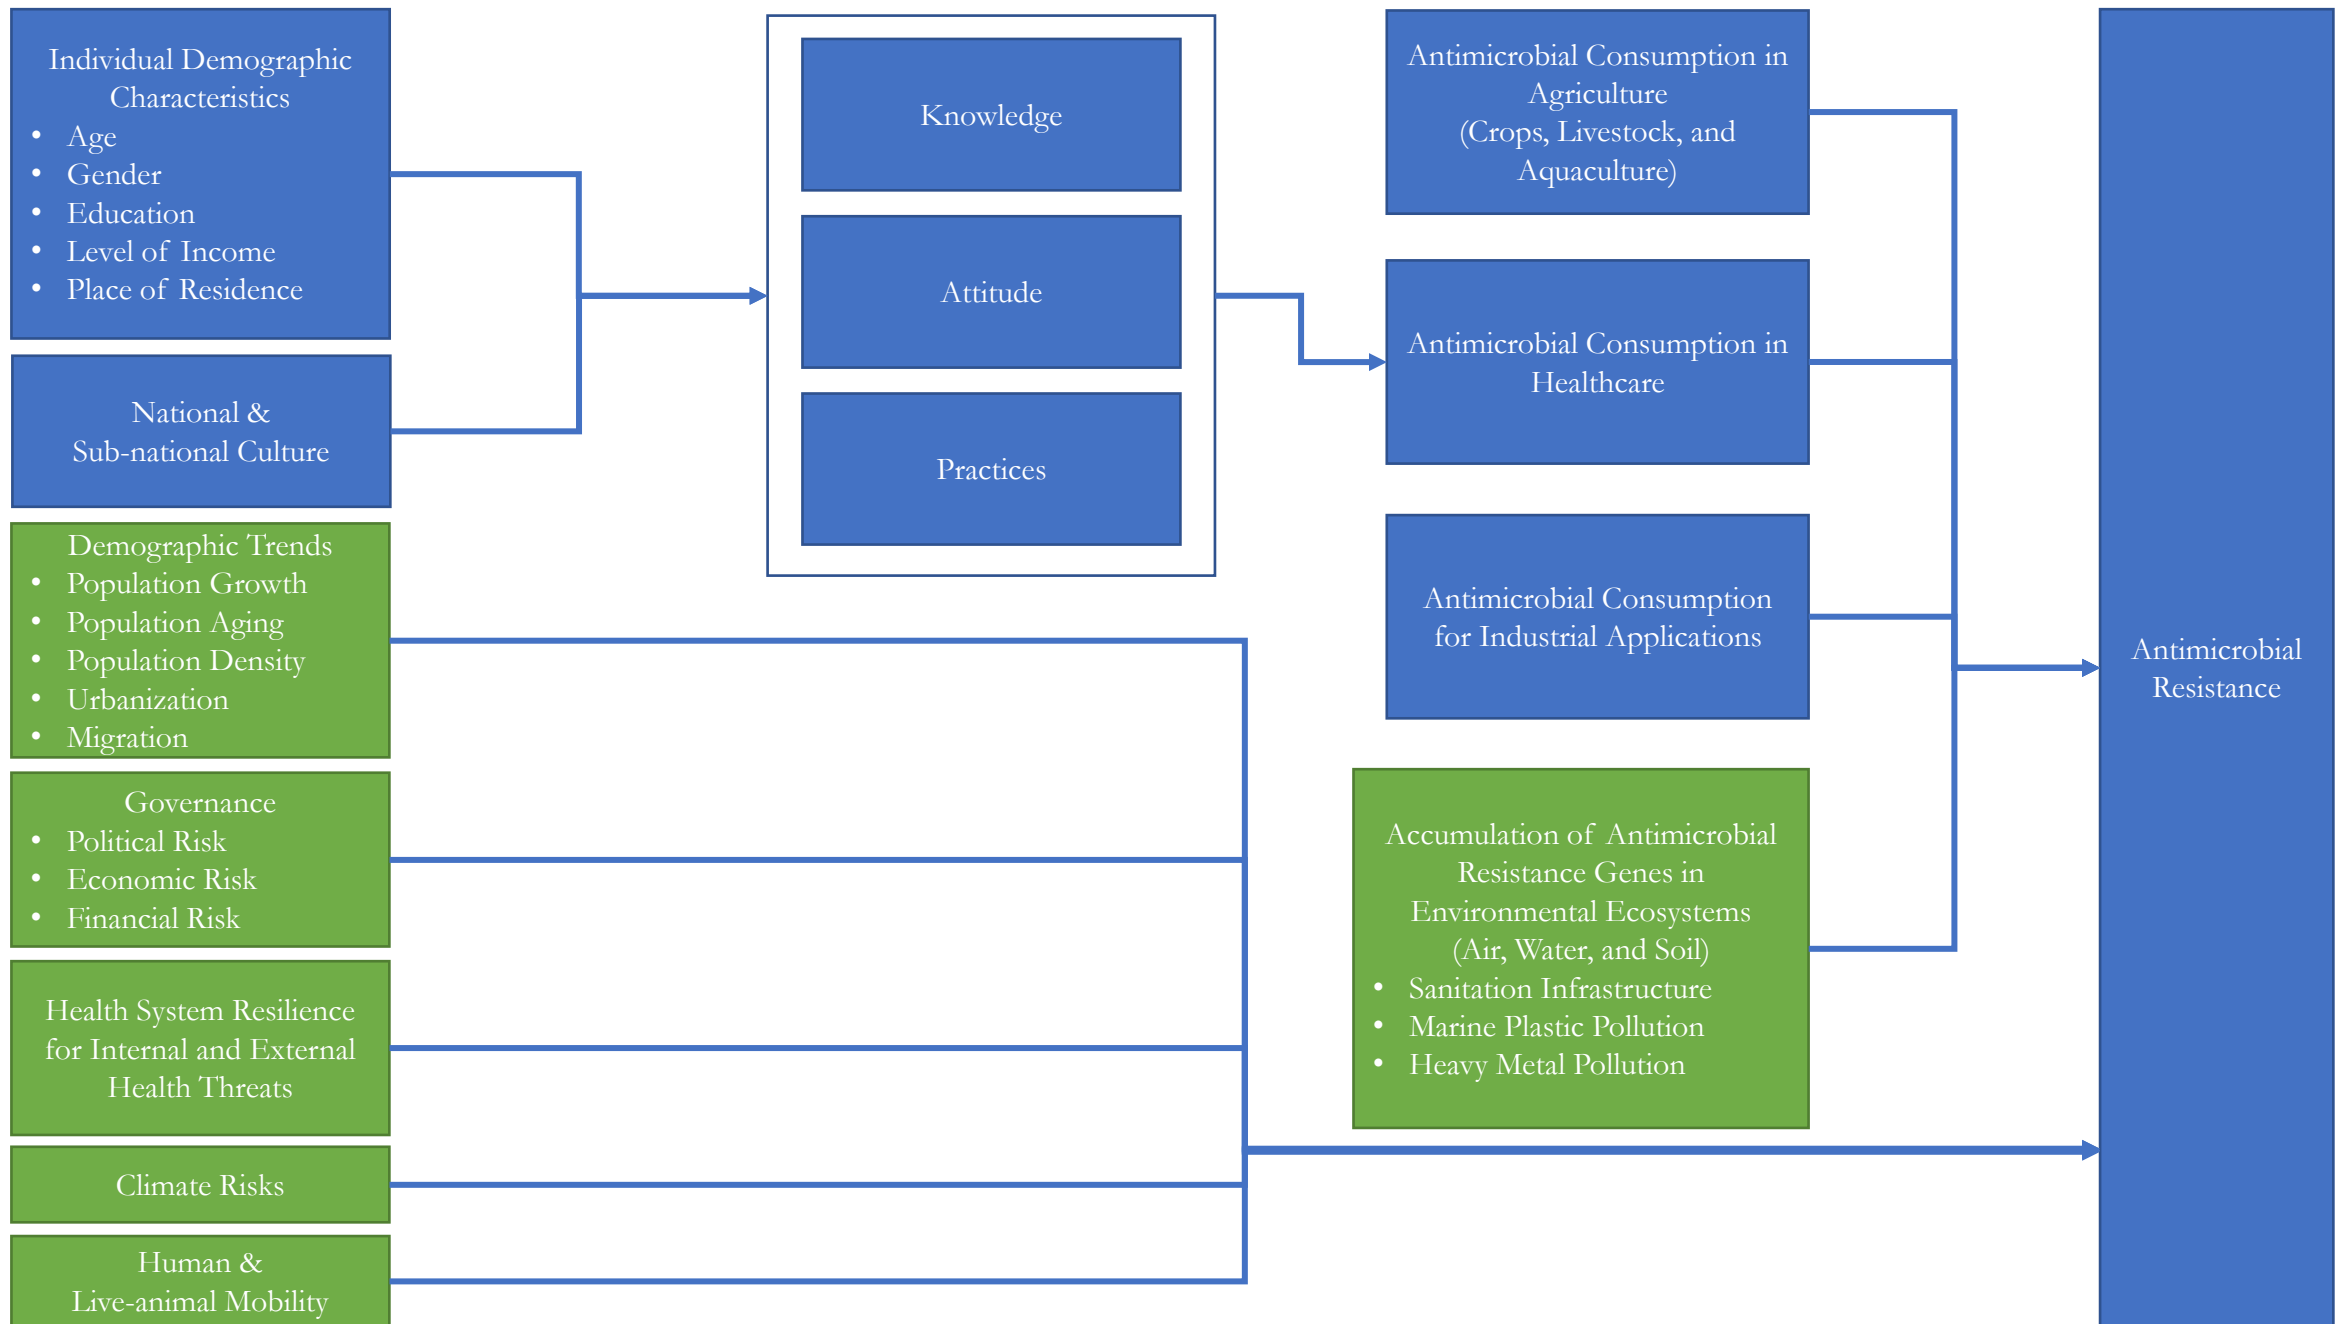 Individual Demographic
Characteristics
• Age
• Gender
• Education
• Level of Income
• Place of Residence
National &
Sub-national Culture
Demographic Trends
• Population Growth
• Population Aging
• Population Density
• Urbanization
• Migration
Governance
• Political Risk
• Economic Risk
• Financial Risk
Health System Resilience
for Internal and External
Health Threats
Climate Risks
Human &
Live-animal Mobility
Knowledge
Attitude
Practices
Antimicrobial Consumption in
Agriculture
(Crops, Livestock, and
Aquaculture)
Antimicrobial Consumption in
Healthcare
Antimicrobial Consumption
for Industrial Applications
Accumulation of Antimicrobial
Resistance Genes in
Environmental Ecosystems
(Air, Water, and Soil)
• Sanitation Infrastructure
• Marine Plastic Pollution
• Heavy Metal Pollution
Antimicrobial
Resistance